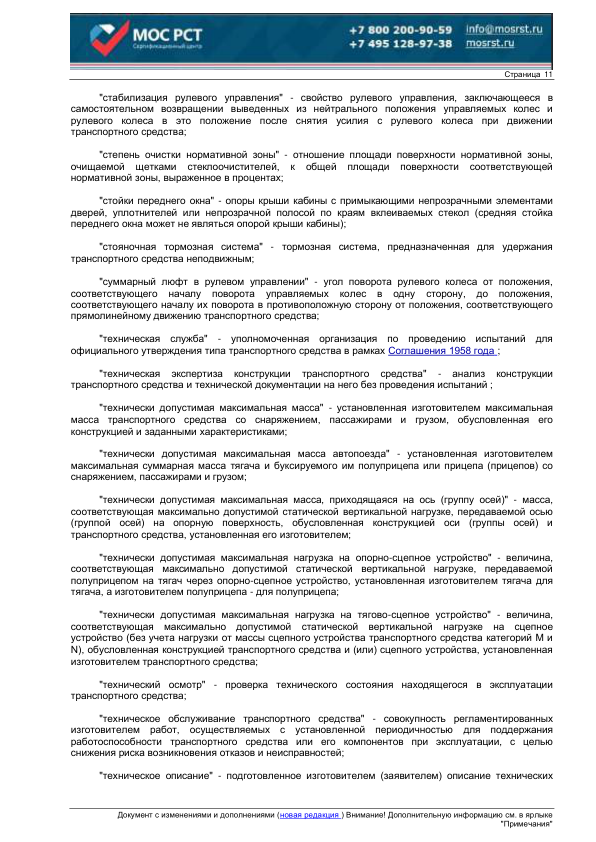 МОС РСТ
Сертификационный центр
+7 800 200-90-59 info@mosrst.ru
+7 495 128-97-38 mosrst.ru
Страница 11
"стабилизация рулевого управления" - свойство рулевого управления, заключающееся в
самостоятельном возвращении выведенных из нейтрального положения управляемых колес и
рулевого колеса в это положение после снятия усилия с рулевого колеса при движении
транспортного средства;
"степень очистки нормативной зоны" - отношение площади поверхности нормативной зоны,
очищаемой щетками стеклоочистителей, к общей площади поверхности соответствующей
нормативной зоны, выраженное в процентах;
"стойки переднего окна" - опоры крыши кабины с примыкающими непрозрачными элементами
дверей, уплотнителей или непрозрачной полосой по краям вклеиваемых стекол (средняя стойка
переднего окна может не являться опорой крыши кабины);
"стояночная тормозная система" - тормозная система, предназначенная для удержания
транспортного средства неподвижным;
"суммарный люфт в рулевом управлении" - угол поворота рулевого колеса от положения,
соответствующего началу поворота управляемых колес в одну сторону, до положения,
соответствующего началу их поворота в противоположную сторону от положения, соответствующего
прямолинейному движению транспортного средства;
"техническая служба" - уполномоченная организация по проведению испытаний для
официального утверждения типа транспортного средства в рамках Соглашения 1958 года ;
"техническая экспертиза конструкции транспортного средства" - анализ конструкции
транспортного средства и технической документации на него без проведения испытаний ;
"технически допустимая максимальная масса" - установленная изготовителем максимальная
масса транспортного средства со снаряжением, пассажирами и грузом, обусловленная его
конструкцией и заданными характеристиками;
"технически допустимая максимальная масса автопоезда" - установленная изготовителем
максимальная суммарная масса тягача и буксируемого им полуприцепа или прицепа (прицепов) со
снаряжением, пассажирами и грузом;
"технически допустимая максимальная масса, приходящаяся на ось (группу осей)" - масса,
соответствующая максимально допустимой статической вертикальной нагрузке, передаваемой осью
(группой осей) на опорную поверхность, обусловленная конструкцией оси (группы осей) и
транспортного средства, установленная его изготовителем;
"технически допустимая максимальная нагрузка на опорно-сцепное устройство" - величина,
соответствующая максимально допустимой статической вертикальной нагрузке, передаваемой
полуприцепом на тягач через опорно-сцепное устройство, установленная изготовителем тягача для
тягача, а изготовителем полуприцепа - для полуприцепа;
"технически допустимая максимальная нагрузка на тягово-сцепное устройство" - величина,
соответствующая максимально допустимой статической вертикальной нагрузке на сцепное
устройство (без учета нагрузки от массы сцепного устройства транспортного средства категорий М и
N), обусловленная конструкцией транспортного средства и (или) сцепного устройства, установленная
изготовителем транспортного средства;
"технический осмотр" - проверка технического состояния находящегося в эксплуатации
транспортного средства;
"техническое обслуживание транспортного средства" - совокупность регламентированных
изготовителем работ, осуществляемых с установленной периодичностью для поддержания
работоспособности транспортного средства или его компонентов при эксплуатации, с целью
снижения риска возникновения отказов и неисправностей;
"техническое описание" - подготовленное изготовителем (заявителем) описание технических
Документ с изменениями и дополнениями (новая редакция ) Внимание! Дополнительную информацию см. в ярлыке
"Примечания"